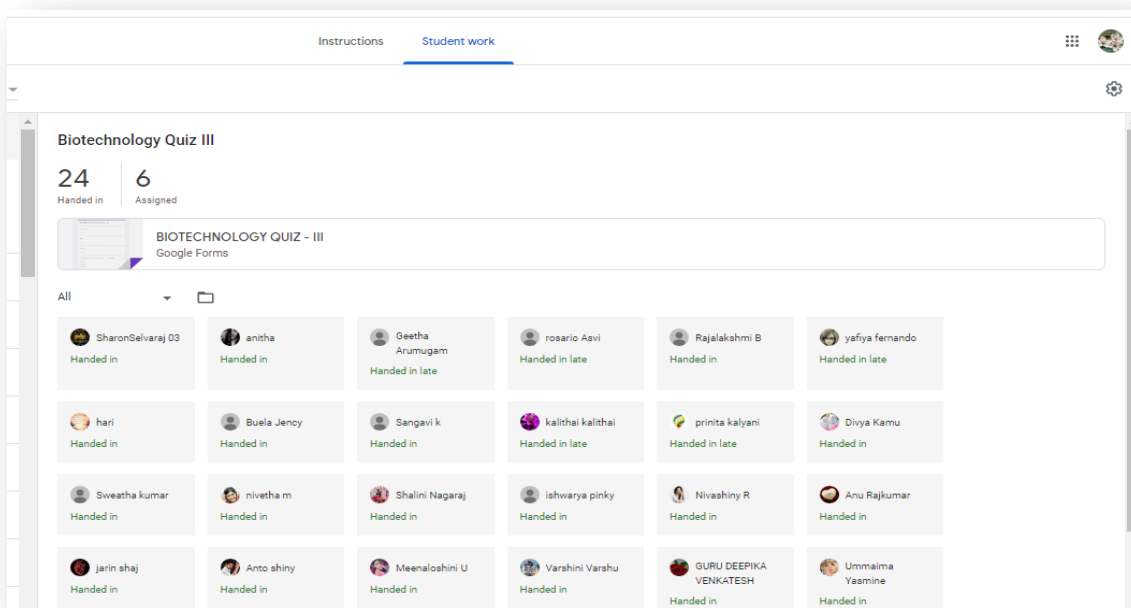 Instructions
Student work
Biotechnology Quiz III
24
6
Handed in
Assigned
BIOTECHNOLOGY QUIZ - III
Google Forms
All
SharonSelvaraj 03
Handed in
anitha
Handed in
Geetha
Arumugam
Handed in late
rosario Asvi
Handed in late
Rajalakshmi B
Handed in
yafiya fernando
Handed in late
hari
Handed in
Buela Jency
Handed in
Sangavi k
Handed in
kalithai kalithai
Handed in late
prinita kalyani
Handed in late
Divya Kamu
Handed in
Sweatha kumar
Handed in
nivetha m
Handed in
Shalini Nagaraj
Handed in
ishwarya pinky
Handed in
Nivashiny R
Handed in
Anu Rajkumar
Handed in
jarin shaj
Handed in
Anto shiny
Handed in
Meenaloshini U
Handed in
Varshini Varshu
Handed in
GURU DEEPIKA
VENKATESH
Handed in
Ummaima
Yasmine
Handed in